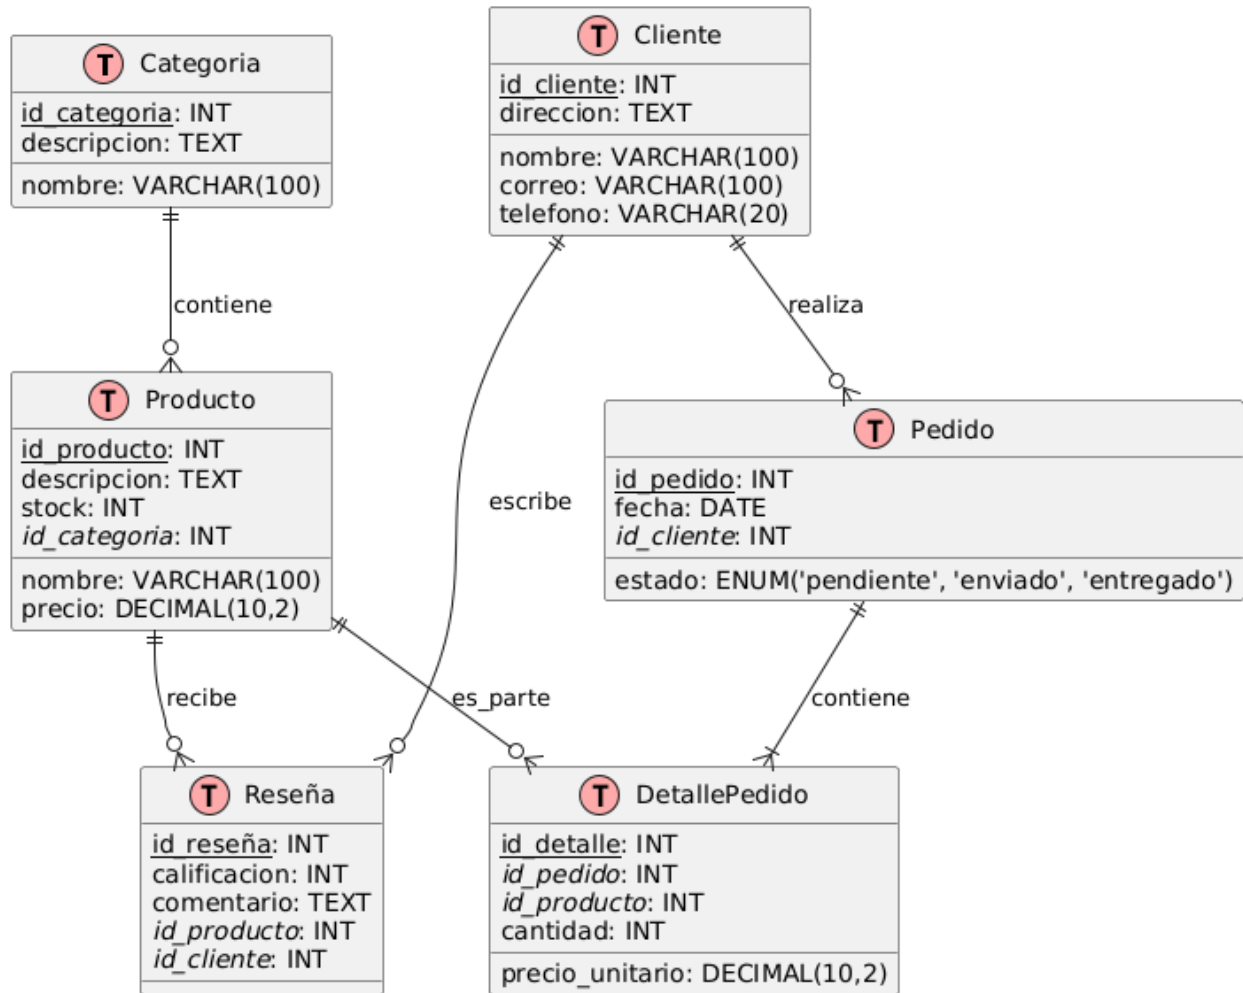 T Categoria
id_categoria: INT
descripcion: TEXT
nombre: VARCHAR(100)
T Cliente
id_cliente: INT
direccion: TEXT
nombre: VARCHAR(100)
correo: VARCHAR(100)
telefono: VARCHAR(20)
contiene
realiza
T Producto
id_producto: INT
descripcion: TEXT
stock: INT
id_categoria: INT
nombre: VARCHAR(100)
precio: DECIMAL(10,2)
escribe
T Pedido
id_pedido: INT
fecha: DATE
id_cliente: INT
estado: ENUM('pendiente', 'enviado', 'entregado')
recibe
es_parte
contiene
T Reseña
id_reseña: INT
calificacion: INT
comentario: TEXT
id_producto: INT
id_cliente: INT
T DetallePedido
id_detalle: INT
id_pedido: INT
id_producto: INT
cantidad: INT
precio_unitario: DECIMAL(10,2)